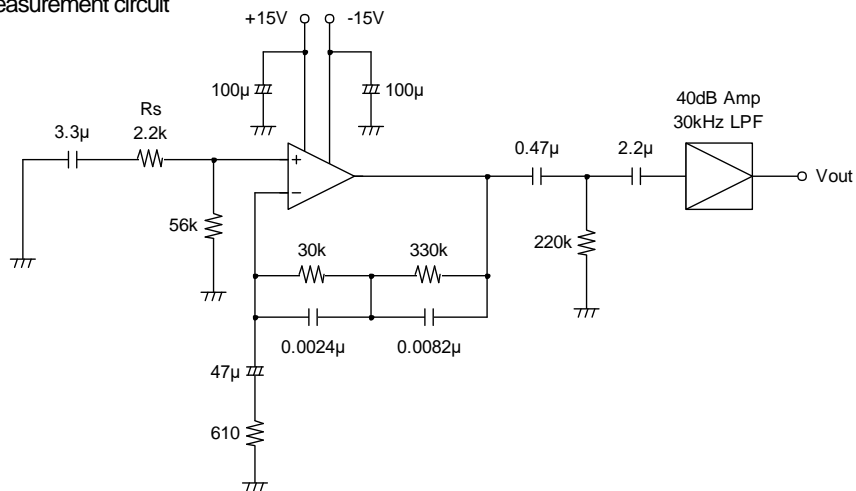 easurement circuit
+15V
-15V
100µ
100µ
Rs
2.2k
3.3µ
40dB Amp
30kHz LPF
0.47µ
2.2µ
+
−
Vout
56k
220k
30k
330k
0.0024µ
0.0082µ
47µ
610